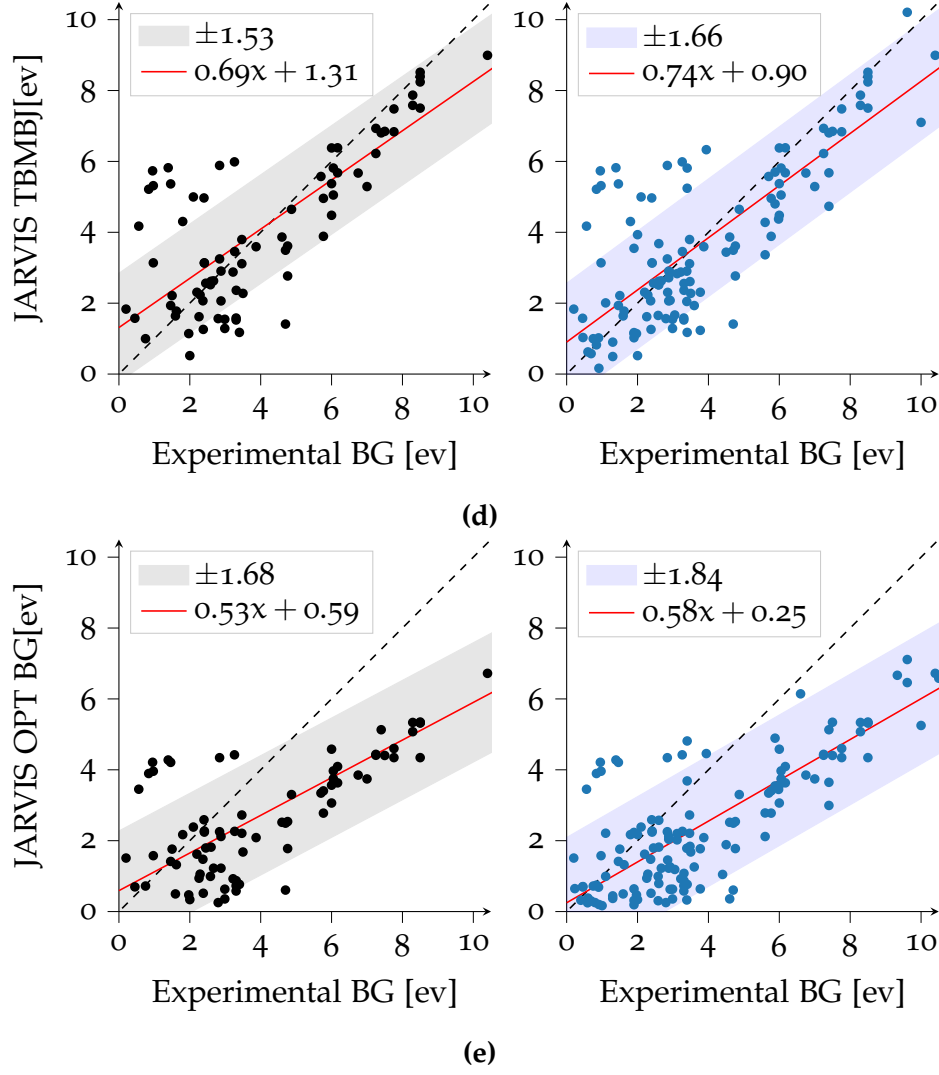 ±1.53
0.69x + 1.31
JARVIS TBMBJ[ev]
10
8
6
4
2
0
0 2 4 6 8 10
Experimental BG [ev]
±1.66
0.74x + 0.90
10
8
6
4
2
0
0 2 4 6 8 10
Experimental BG [ev]
(d)
±1.68
0.53x + 0.59
JARVIS OPT BG[ev]
10
8
6
4
2
0
0 2 4 6 8 10
Experimental BG [ev]
±1.84
0.58x + 0.25
10
8
6
4
2
0
0 2 4 6 8 10
Experimental BG [ev]
(e)